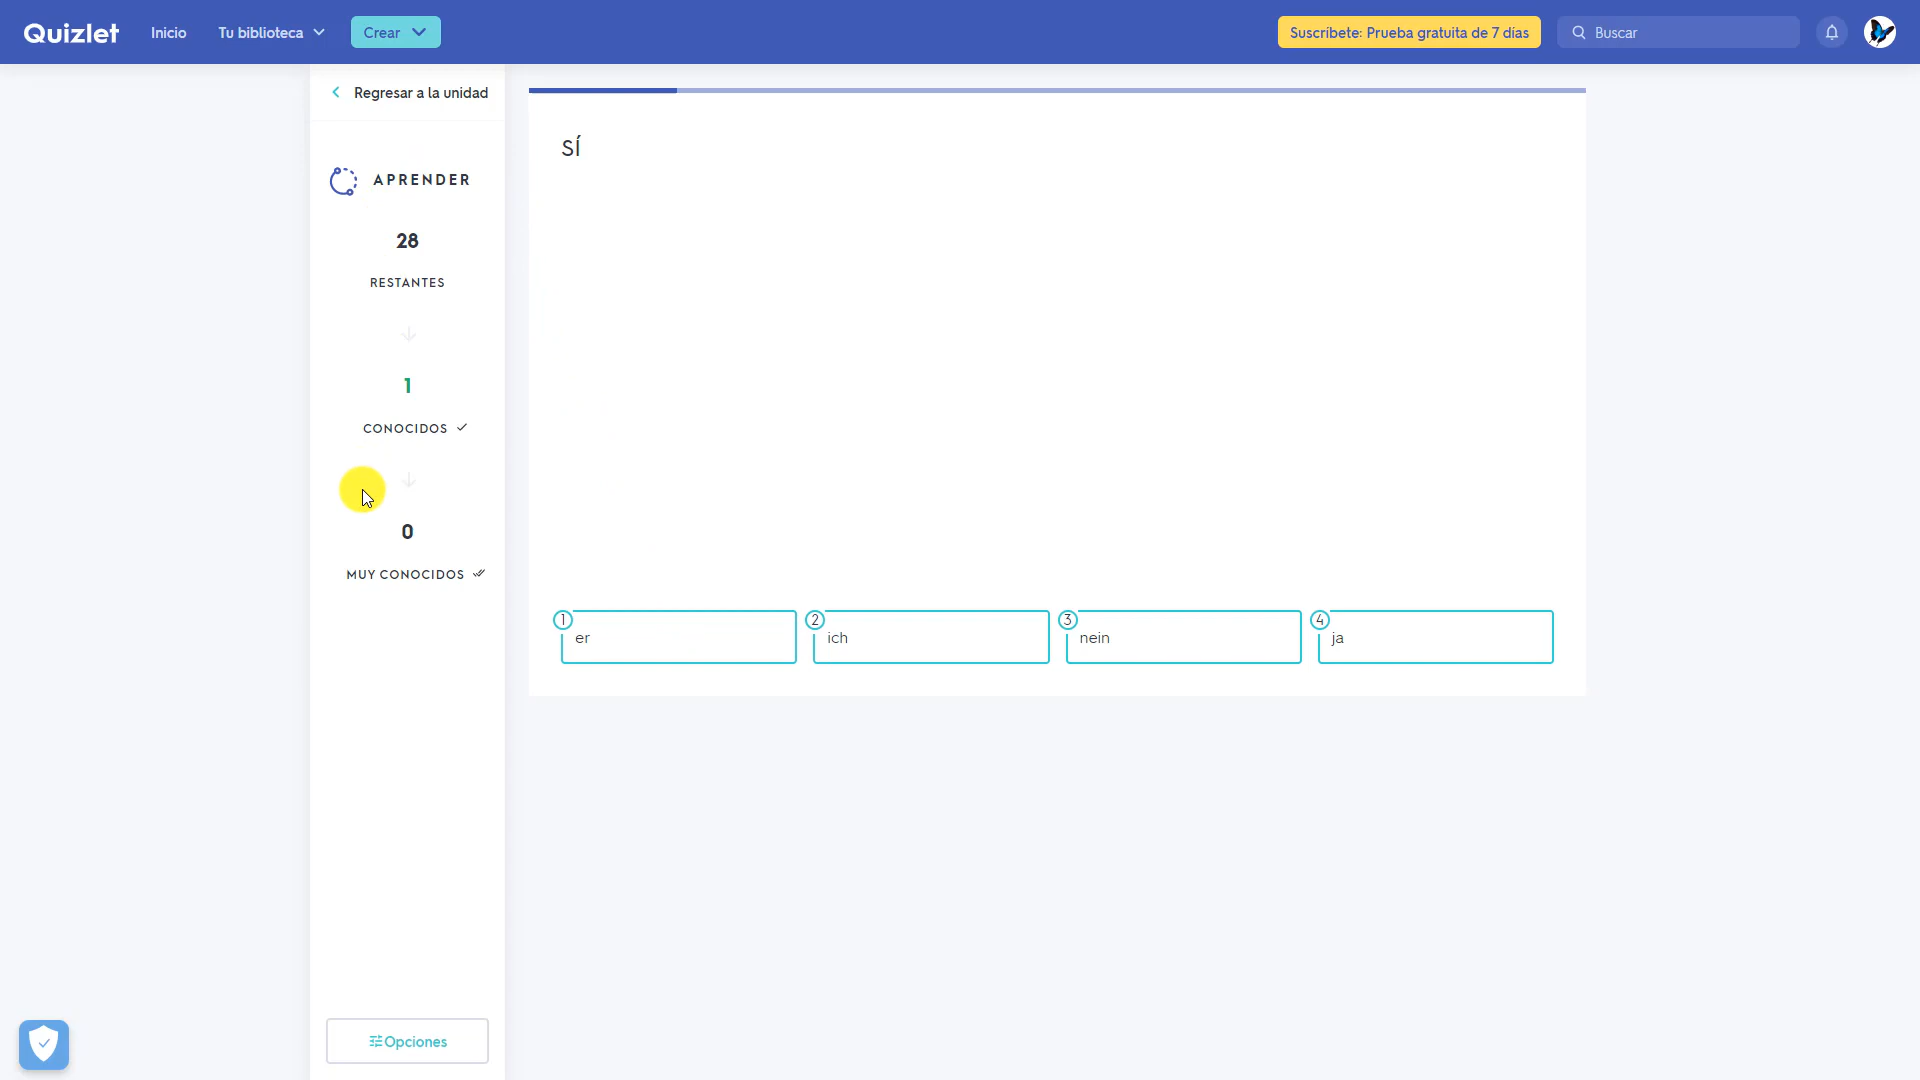 Quizlet
Inicio
Tu biblioteca
Crear
Suscríbete: Prueba gratuita de 7 días
Buscar
Regresar a la unidad
APRENDER
28
RESTANTES
1
CONOCIDOS
0
MUY CONOCIDOS
Opciones
sí
1 er
2 ich
3 nein
4 ja